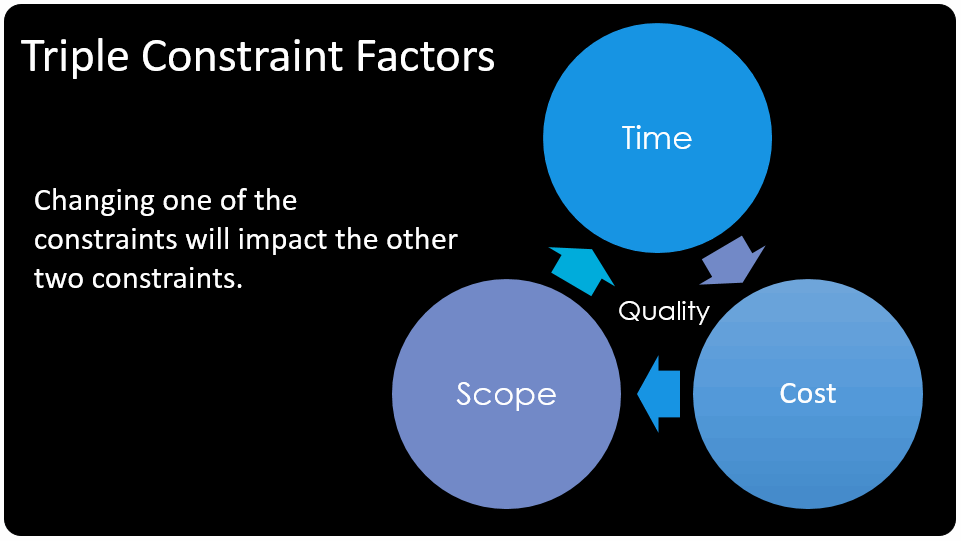 Triple Constraint Factors
Changing one of the
constraints will impact the other
two constraints.
Time
Quality
Scope
Cost